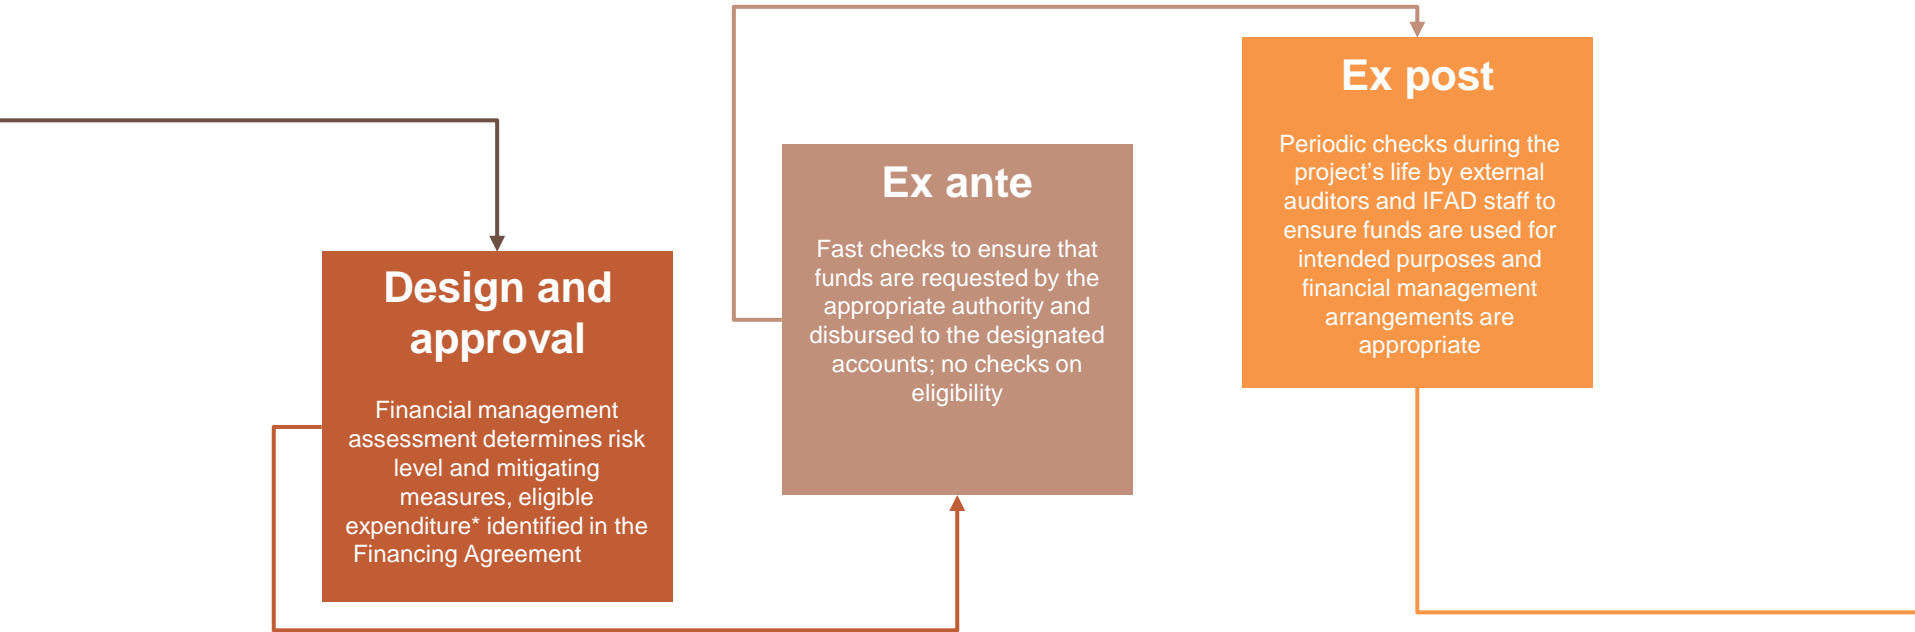 Design and
approval
Financial management
assessment determines risk
level and mitigating
measures, eligible
expenditure* identified in the
Financing Agreement
Ex ante
Fast checks to ensure that
funds are requested by the
appropriate authority and
disbursed to the designated
accounts; no checks on
eligibility
Ex post
Periodic checks during the
project's life by external
auditors and IFAD staff to
ensure funds are used for
intended purposes and
financial management
arrangements are
appropriate